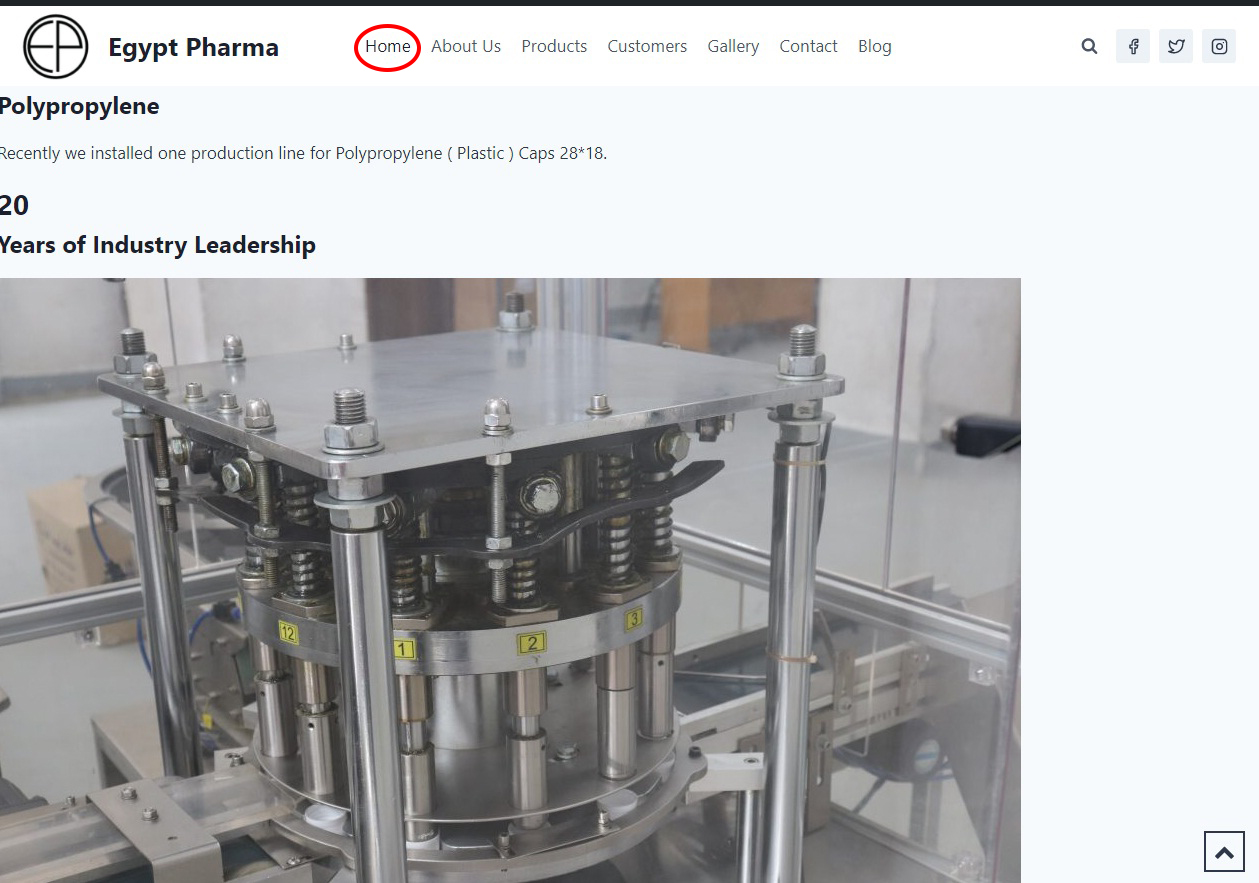 EP
Egypt Pharma
Home About Us Products Customers Gallery Contact Blog
Polypropylene
Recently we installed one production line for Polypropylene ( Plastic ) Caps 28*18.
20
Years of Industry Leadership
12
1
2
3